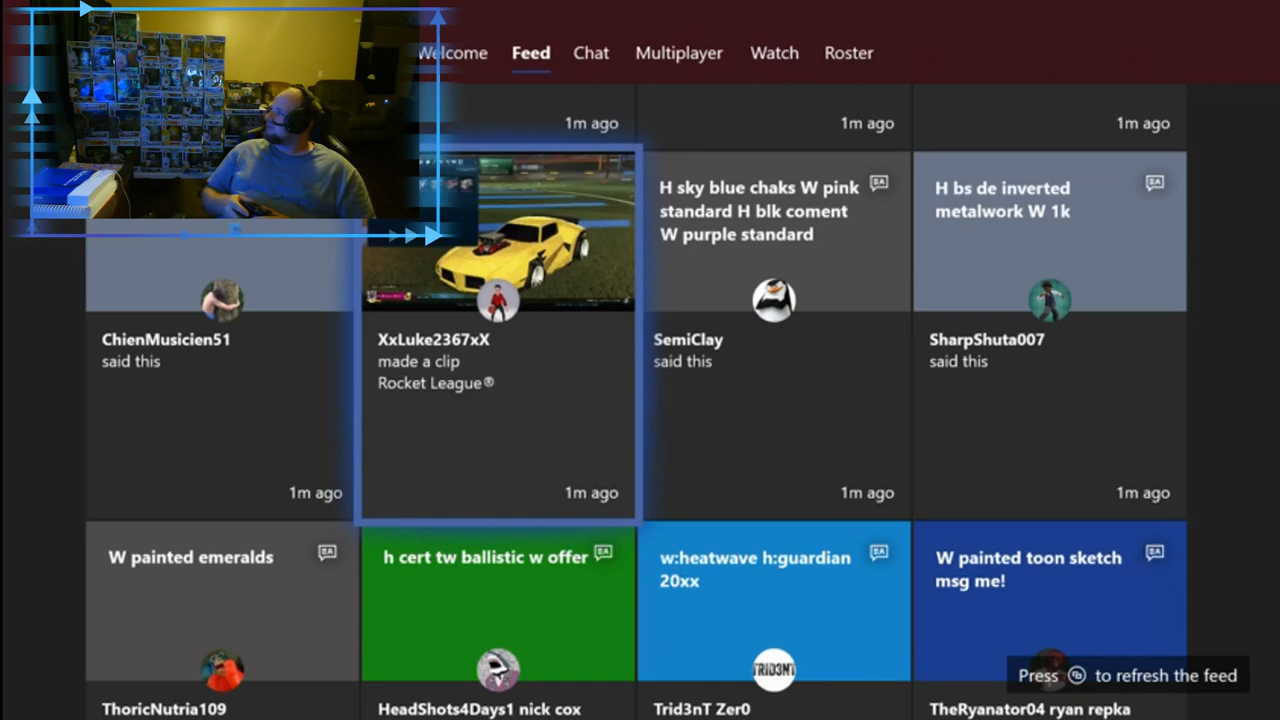 Welcome Feed Chat Multiplayer Watch Roster
1m ago
1m ago
1m ago
H sky blue chaks W pink
standard H blk coment
W purple standard
H bs de inverted
metalwork W 1k
ChienMusicien51
said this
1m ago
XxLuke2367xX
made a clip
Rocket League®
1m ago
SemiClay
said this
1m ago
SharpShuta007
said this
1m ago
W painted emeralds
h cert tw ballistic w offer
w:heatwave h:guardian
20xx
W painted toon sketch
msg me!
TRID3NT
ThoricNutria109
HeadShots4Days1 nick cox
Trid3nT Zer0
TheRyanator04 ryan repka
Press to refresh the feed